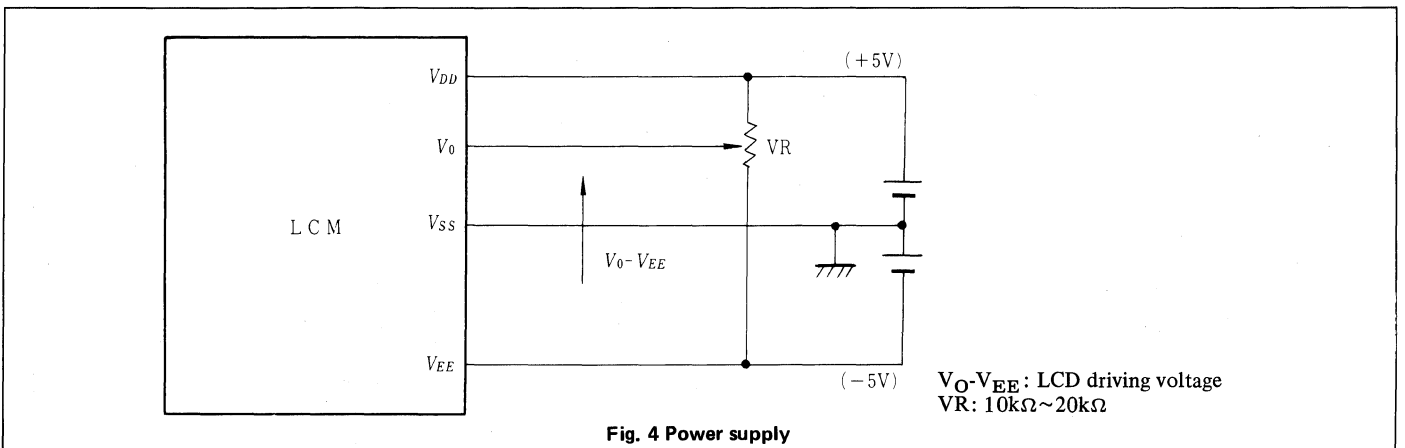 (+5V)
VDD
V0
VR
LCM
VSS
V0-VEE
VEE
(−5V)
VO-VEE: LCD driving voltage
VR: 10kΩ~20kΩ
Fig. 4 Power supply